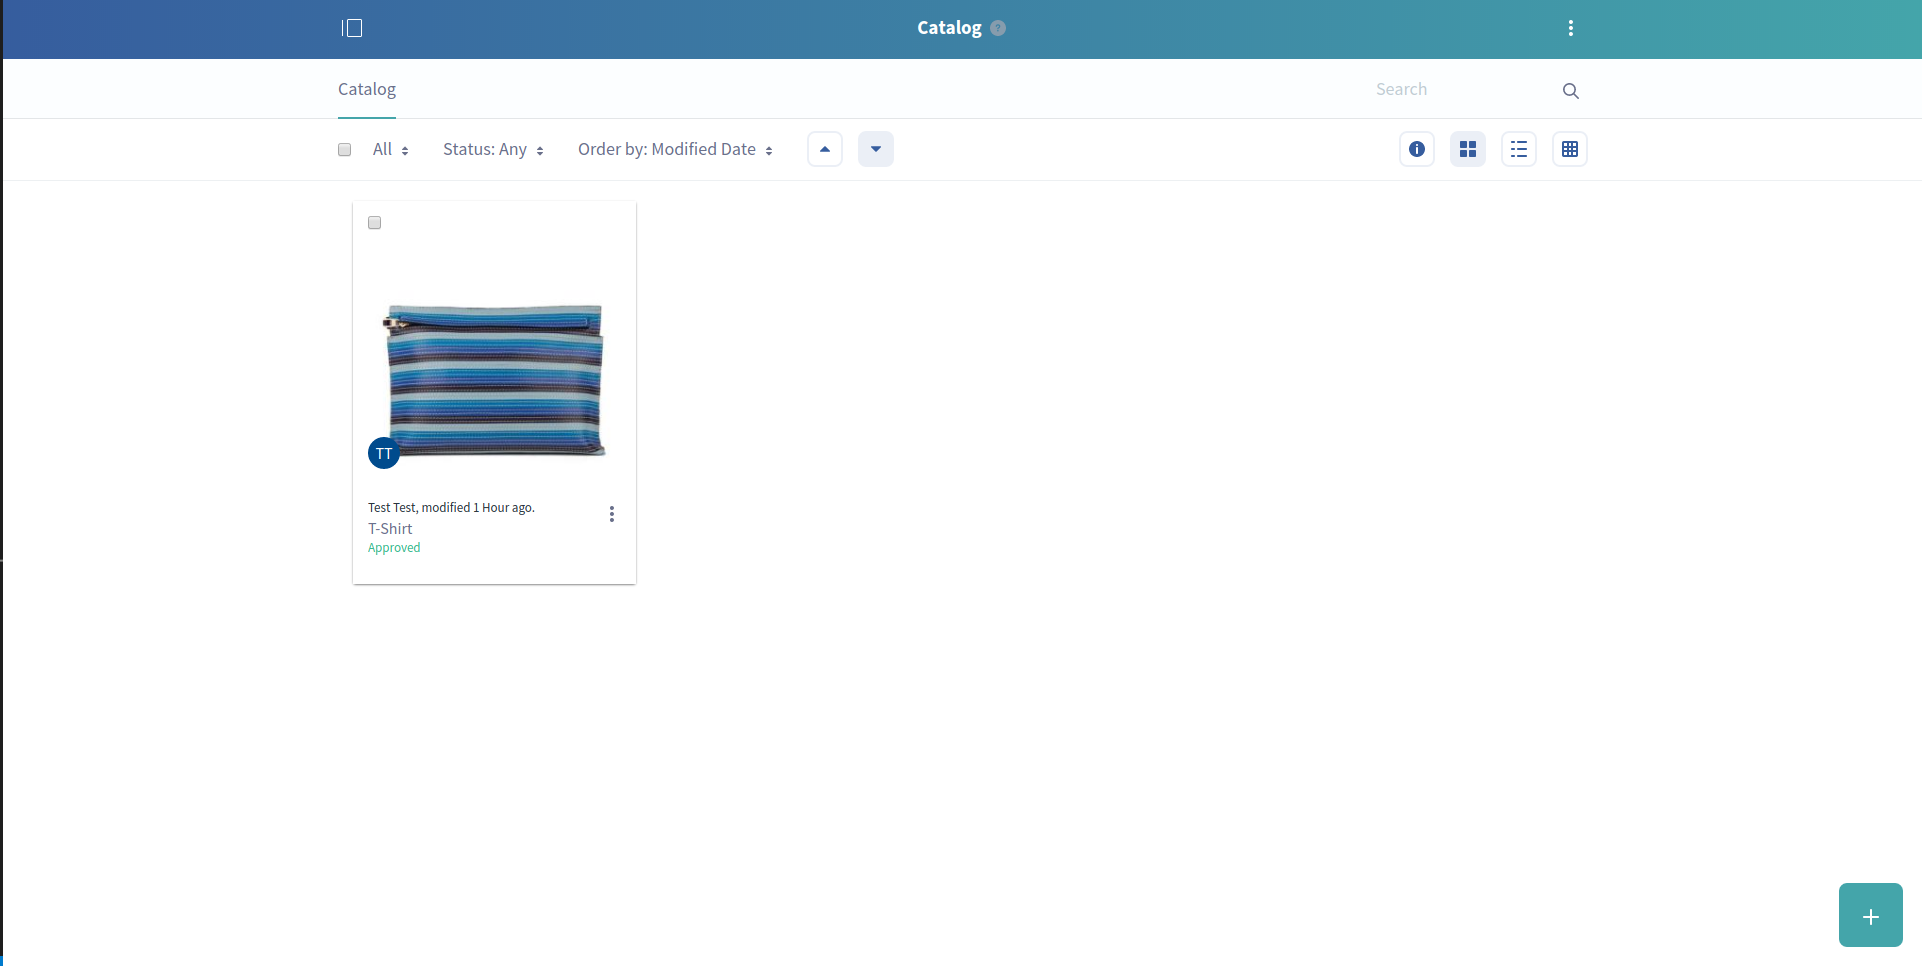 Catalog ?
Catalog
Search
All
Status: Any
Order by: Modified Date
TT
Test Test, modified 1 Hour ago.
T-Shirt
Approved